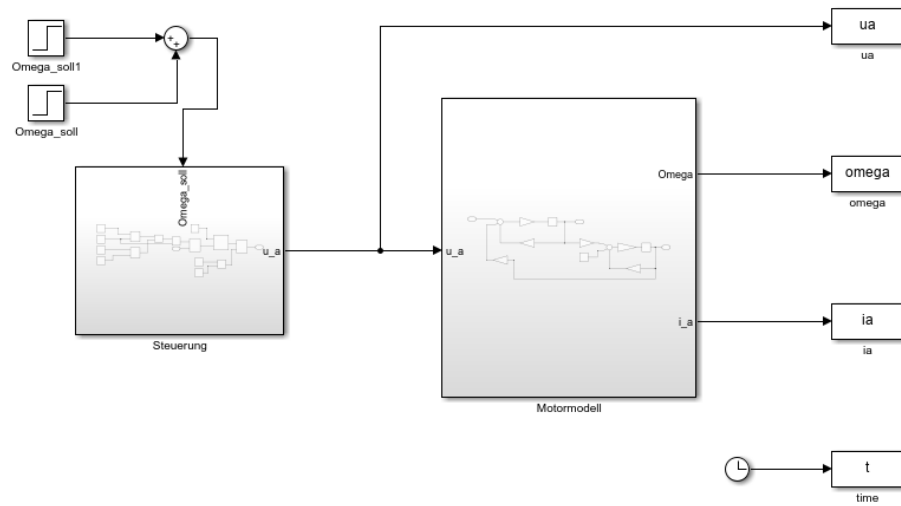 ua
ua
Omega_soll1
Omega_soll
Omega_soll
u_a
Steuerung
u_a
Omega
i_a
Motormodell
omega
omega
ia
ia
t
time